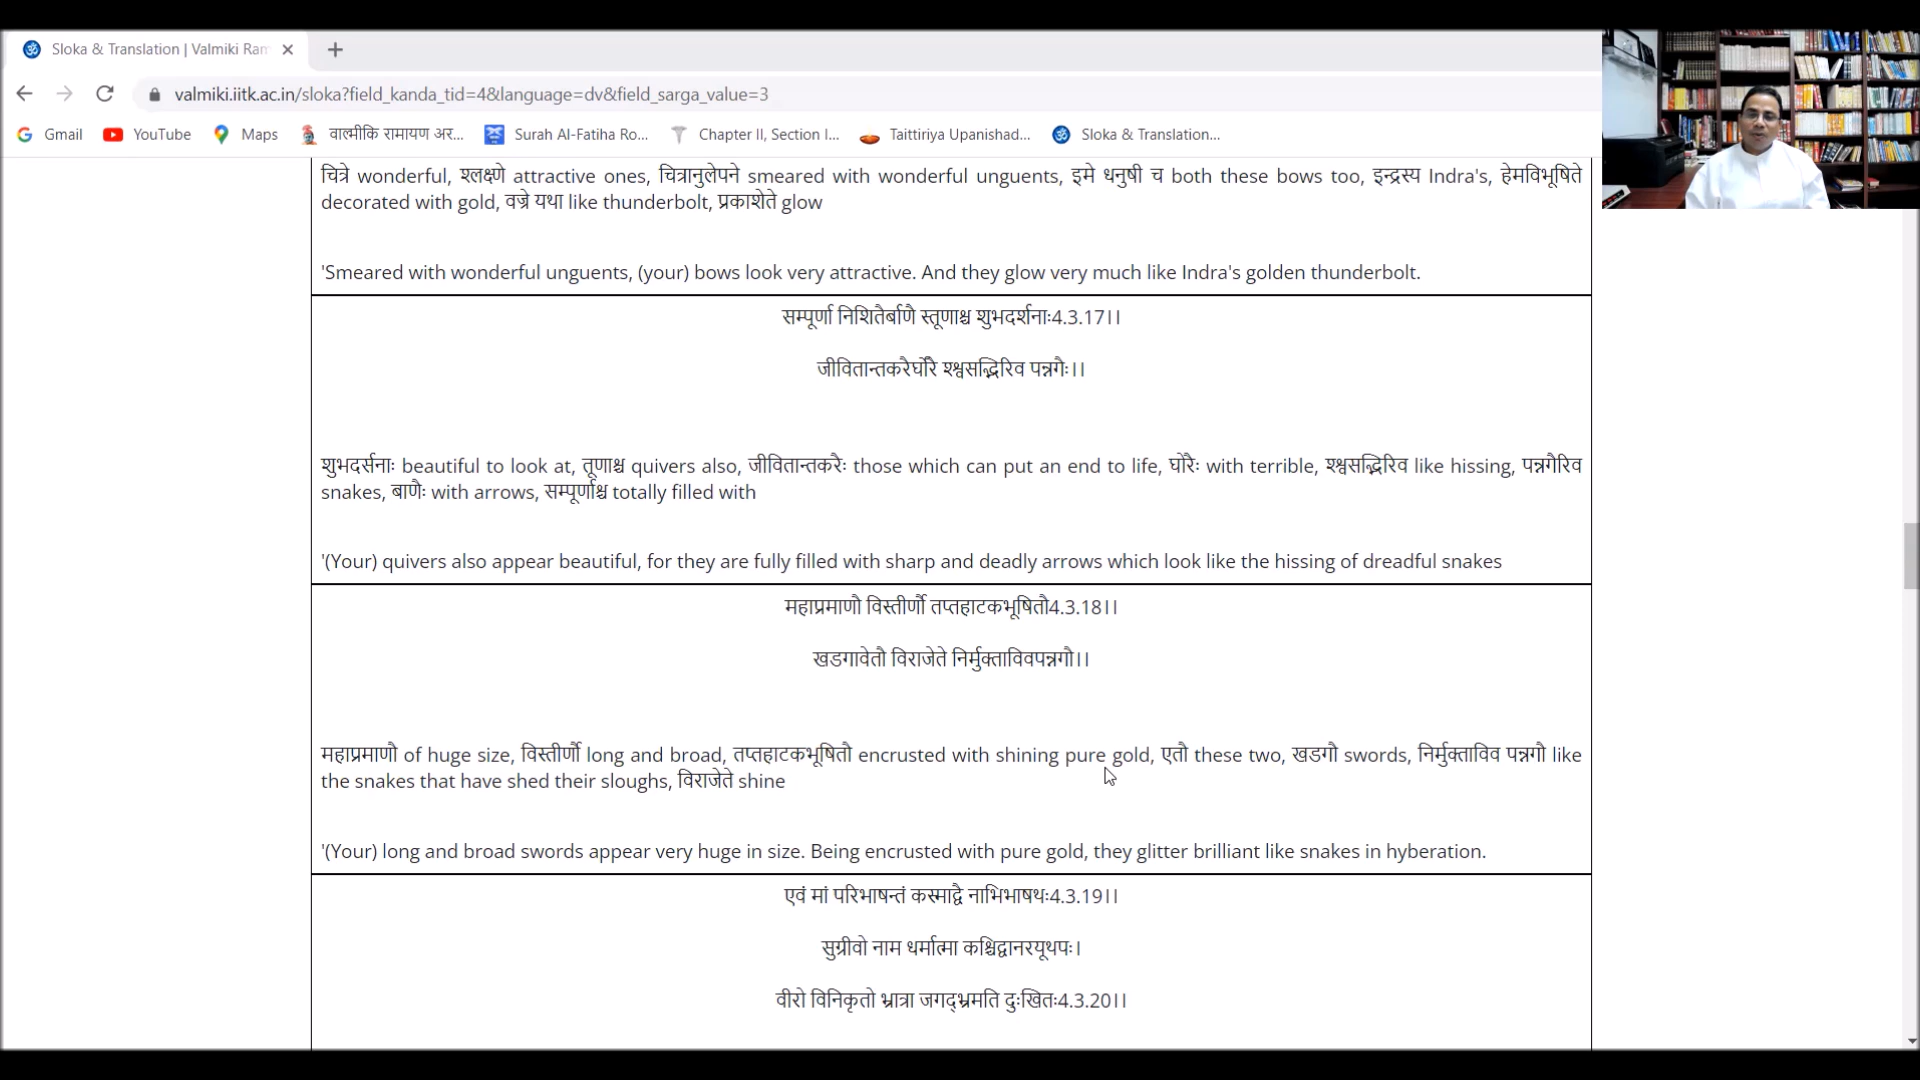 Sloka & Translation | Valmiki Ram
valmiki.iitk.ac.in/sloka?field_kanda_tid=4&language=dv&field_sarga_value=3
Gmail YouTube Maps वाल्मीकि रामायण अर... Surah Al-Fatiha Ro... Chapter II, Section I... Taittiriya Upanishad... Sloka & Translation...
चित्रे wonderful, श्लक्ष्णे attractive ones, चित्रानुलेपने smeared with wonderful unguents, इमे धनुषी च both these bows too, इन्द्रस्य Indra's, हेमविभूषिते
decorated with gold, वज्रे यथा like thunderbolt, प्रकाशेते glow
'Smeared with wonderful unguents, (your) bows look very attractive. And they glow very much like Indra's golden thunderbolt.
सम्पूर्णा निशितैर्बाणै स्तूणाश्च शुभदर्शनाः4.3.17।।
जीवितान्तकरैर्घोरै श्श्वसद्भिरिव पन्नगैः।।
शुभदर्सनाः beautiful to look at, तूणाश्च quivers also, जीवितान्तकरैः those which can put an end to life, घोरैः with terrible, श्श्वसद्भिरिव like hissing, पन्नगैरिव
snakes, बाणैः with arrows, सम्पूर्णाश्च totally filled with
'(Your) quivers also appear beautiful, for they are fully filled with sharp and deadly arrows which look like the hissing of dreadful snakes
महाप्रमाणौ विस्तीर्णौ तप्तहाटकभूषितौ4.3.18।।
खडगावेतौ विराजेते निर्मुक्ताविवपन्नगौ।।
महाप्रमाणौ of huge size, विस्तीर्णौ long and broad, तप्तहाटकभूषितौ encrusted with shining pure gold, एतौ these two, खडगौ swords, निर्मुक्ताविव पन्नगौ like
the snakes that have shed their sloughs, विराजेते shine
'(Your) long and broad swords appear very huge in size. Being encrusted with pure gold, they glitter brilliant like snakes in hyberation.
एवं मां परिभाषन्तं कस्माद्वै नाभिभाषथः4.3.19।।
सुग्रीवो नाम धर्मात्मा कश्चिद्वानरयूथपः।
वीरो विनिकृतो भ्रात्रा जगद्भ्रमति दुःखितः4.3.20।।